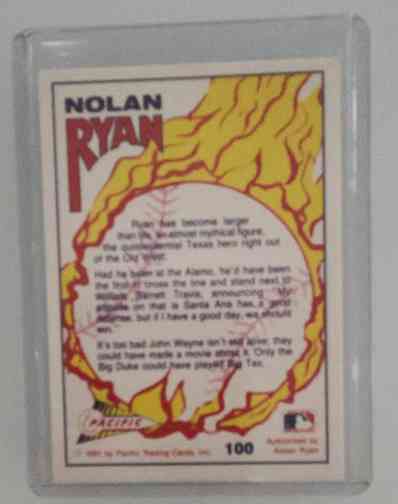 NOLAN
RYAN
Ryan has become larger
than life, an almost mythical figure,
the quintessential Texas hero right out
of the Old West.
Had he been at the Alamo, he'd have been
the first to cross the line and stand next to
William Barrett Travis, announcing "My
on that is Santa Ana has a good
but if I have a good day, we should
win.
It's too bad John Wayne isn't still alive; they
could have made a movie about it. Only the
Big Duke could have played Big Tex.
PACIFIC
1991 by Pacific Trading Cards, Inc.
100
Authorized by
Nolan Ryan